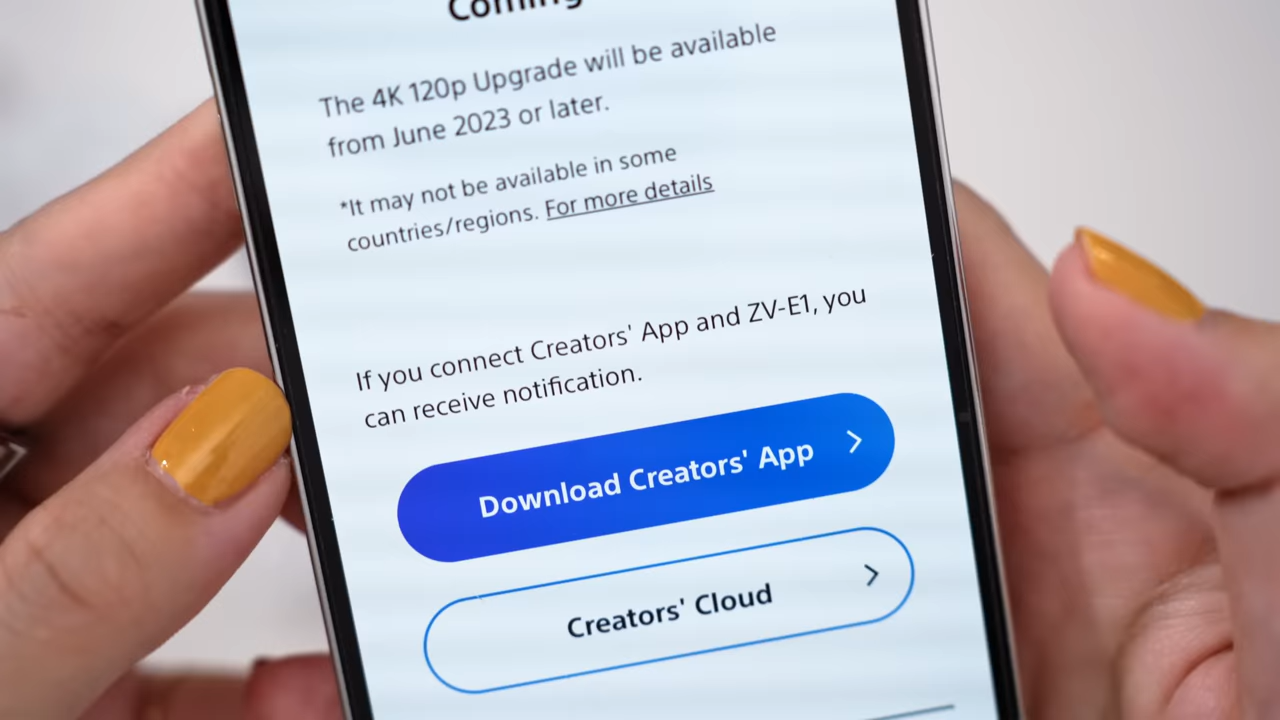 Coming
The 4K 120p Upgrade will be available
from June 2023 or later.
*It may not be available in some
countries/regions. For more details
If you connect Creators' App and ZV-E1, you
can receive notification.
Download Creators' App
Creators' Cloud